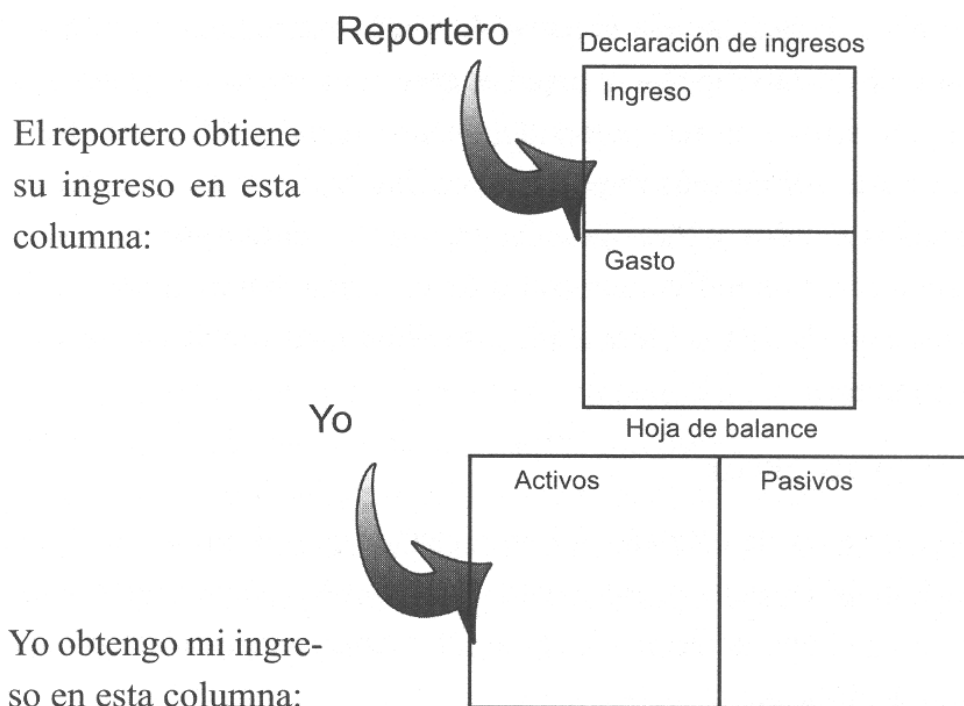 Reportero
Declaración de ingresos
Ingreso
El reportero obtiene
su ingreso en esta
columna:
Gasto
Yo
Hoja de balance
Activos
Pasivos
Yo obtengo mi ingre-
so en esta columna: